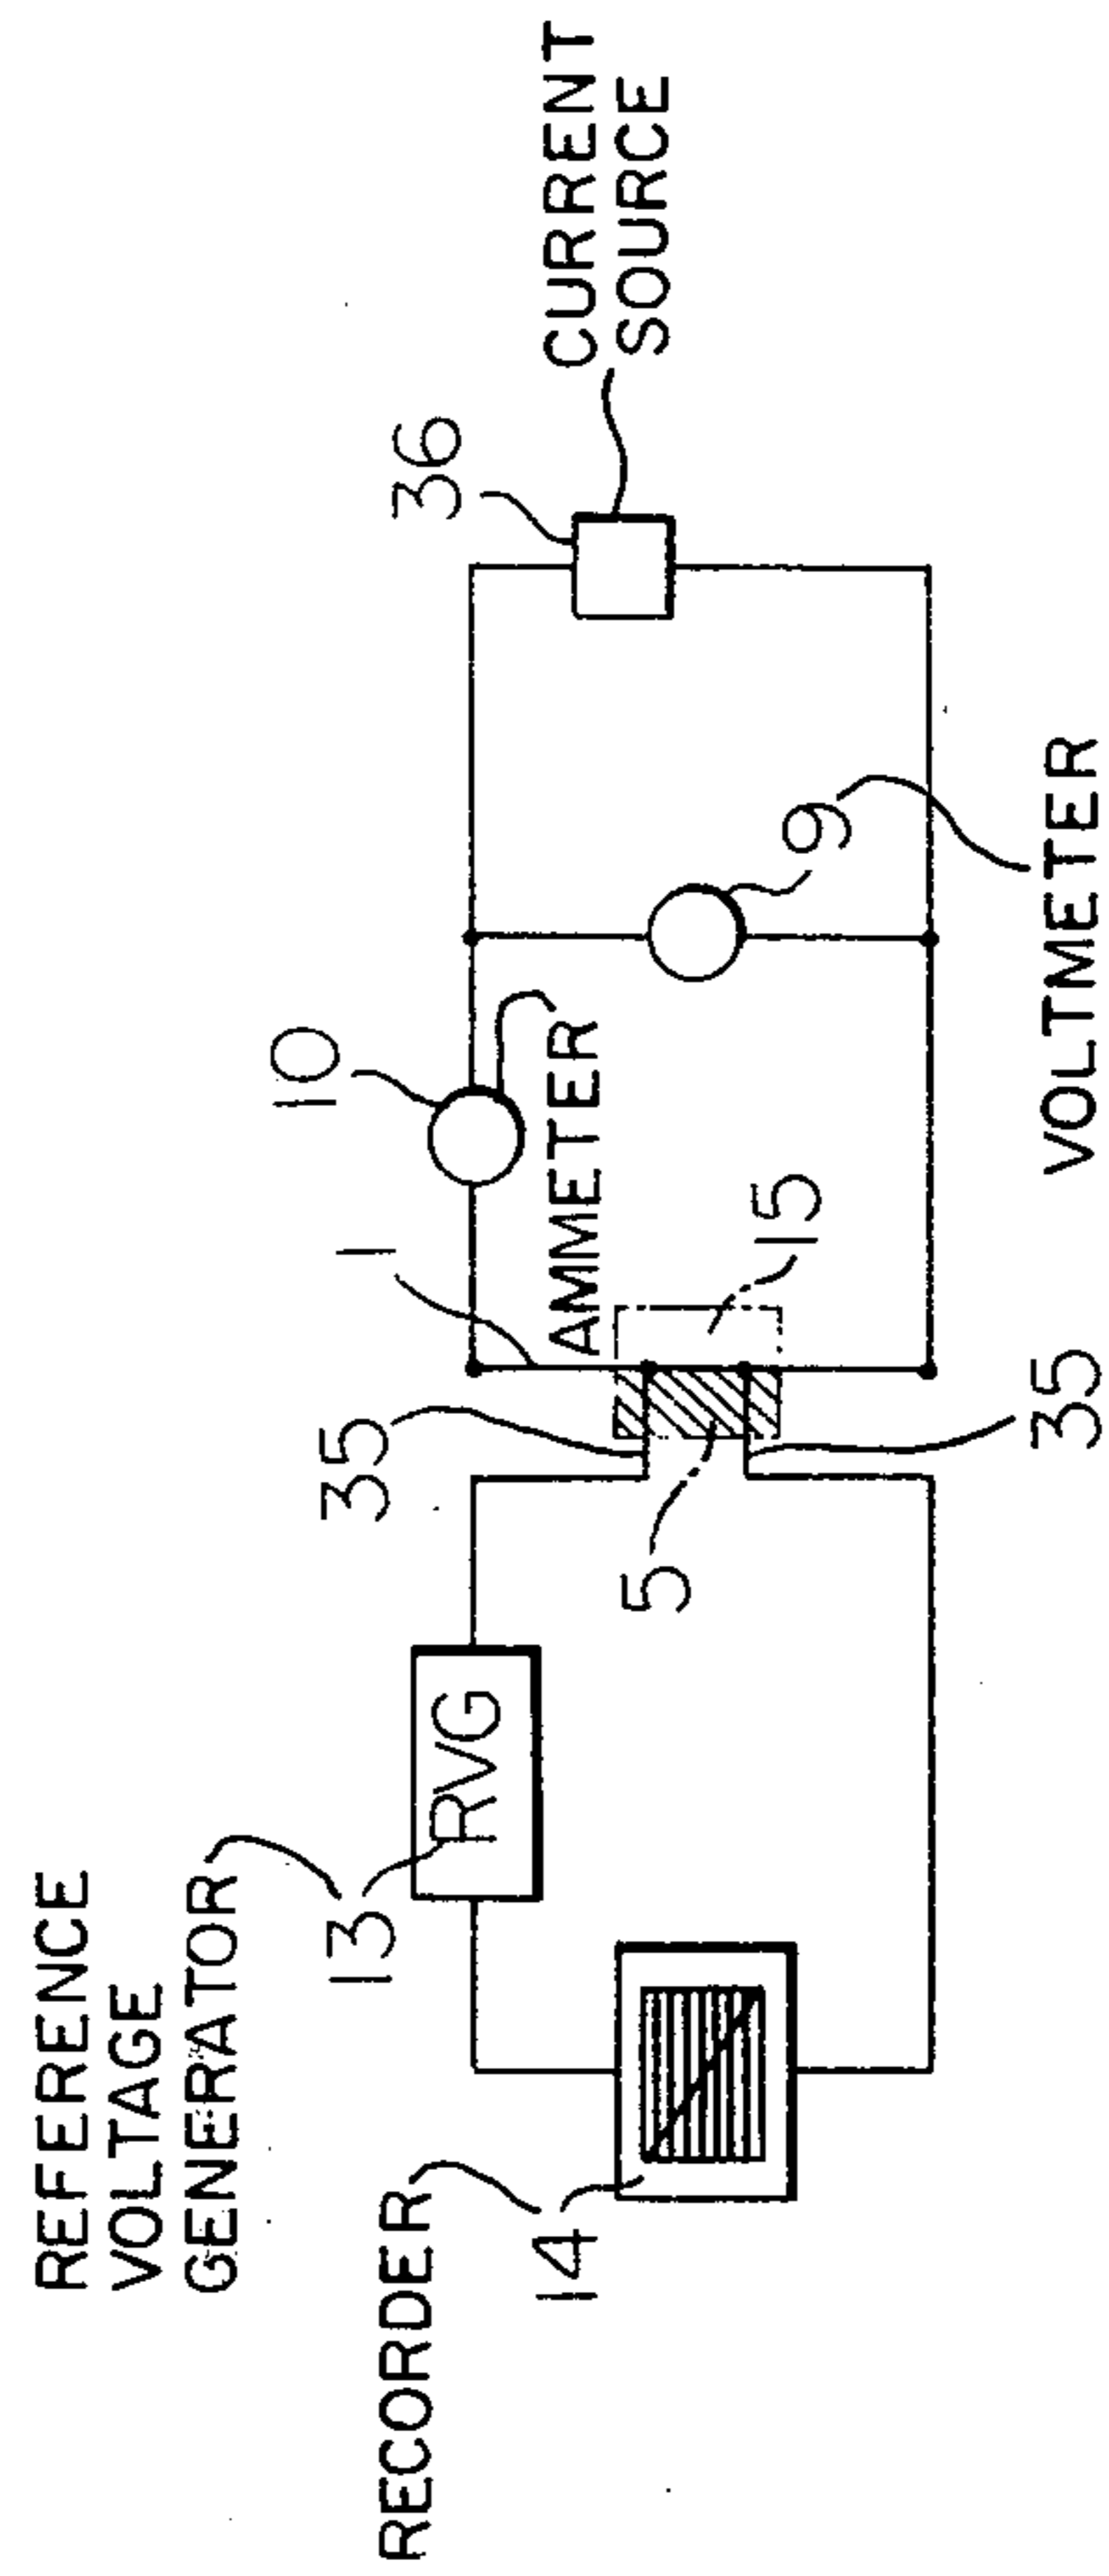 REFERENCE
VOLTAGE
GENERATOR
RECORDER
14
13
RVG
35
5
35
1
15
10
AMMETER
9
VOLTMETER
36
CURRENT
SOURCE